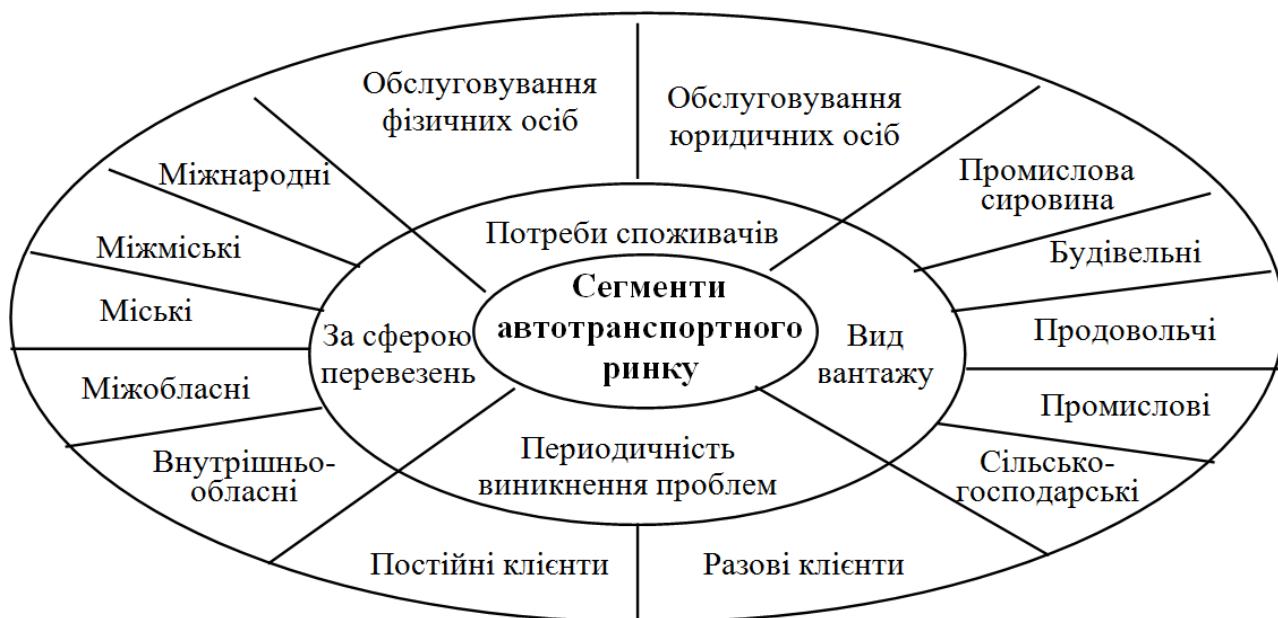 Обслуговування
фізичних осіб
Обслуговування
юридичних осіб
Міжнародні
Промислова
сировина
Міжміські
Потреби споживачів
Будівельні
Міські
Сегменти
автотранспортного
ринку
За сферою
перевезень
Вид
вантажу
Продовольчі
Міжобласні
Промислові
Внутрішньо-
обласні
Периодичність
виникнення проблем
Сільсько-
господарські
Постійні клієнти
Разові клієнти